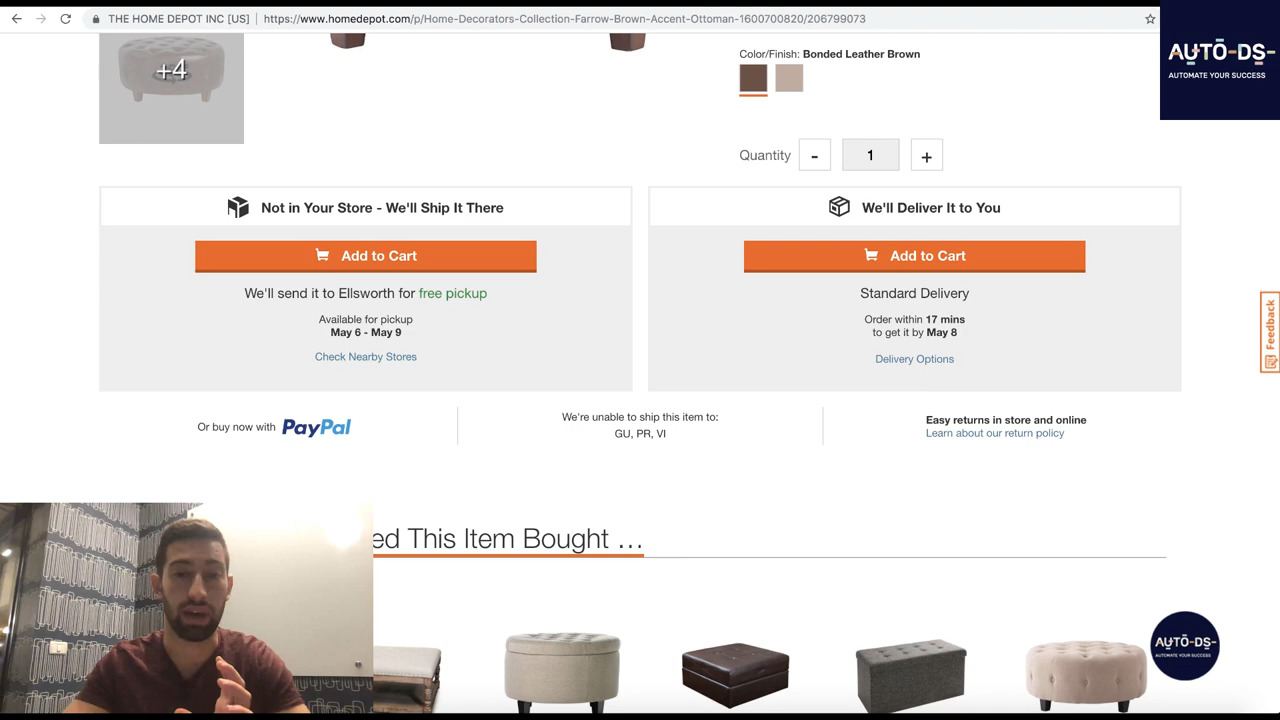 THE HOME DEPOT INC [US] https://www.homedepot.com/p/Home-Decorators-Collection-Farrow-Brown-Accent-Ottoman-1600700820/206799073
AUTO-DS-
AUTOMATE YOUR SUCCESS
+4
Color/Finish: Bonded Leather Brown
Quantity - 1 +
Not in Your Store - We'll Ship It There
Add to Cart
We'll send it to Ellsworth for free pickup
Available for pickup
May 6 - May 9
Check Nearby Stores
We'll Deliver It to You
Add to Cart
Standard Delivery
Order within 17 mins
to get it by May 8
Delivery Options
Feedback
Or buy now with PayPal
We're unable to ship this item to:
GU, PR, VI
Easy returns in store and online
Learn about our return policy
ed This Item Bought ...
AUTO-DS-
AUTOMATE YOUR SUCCESS